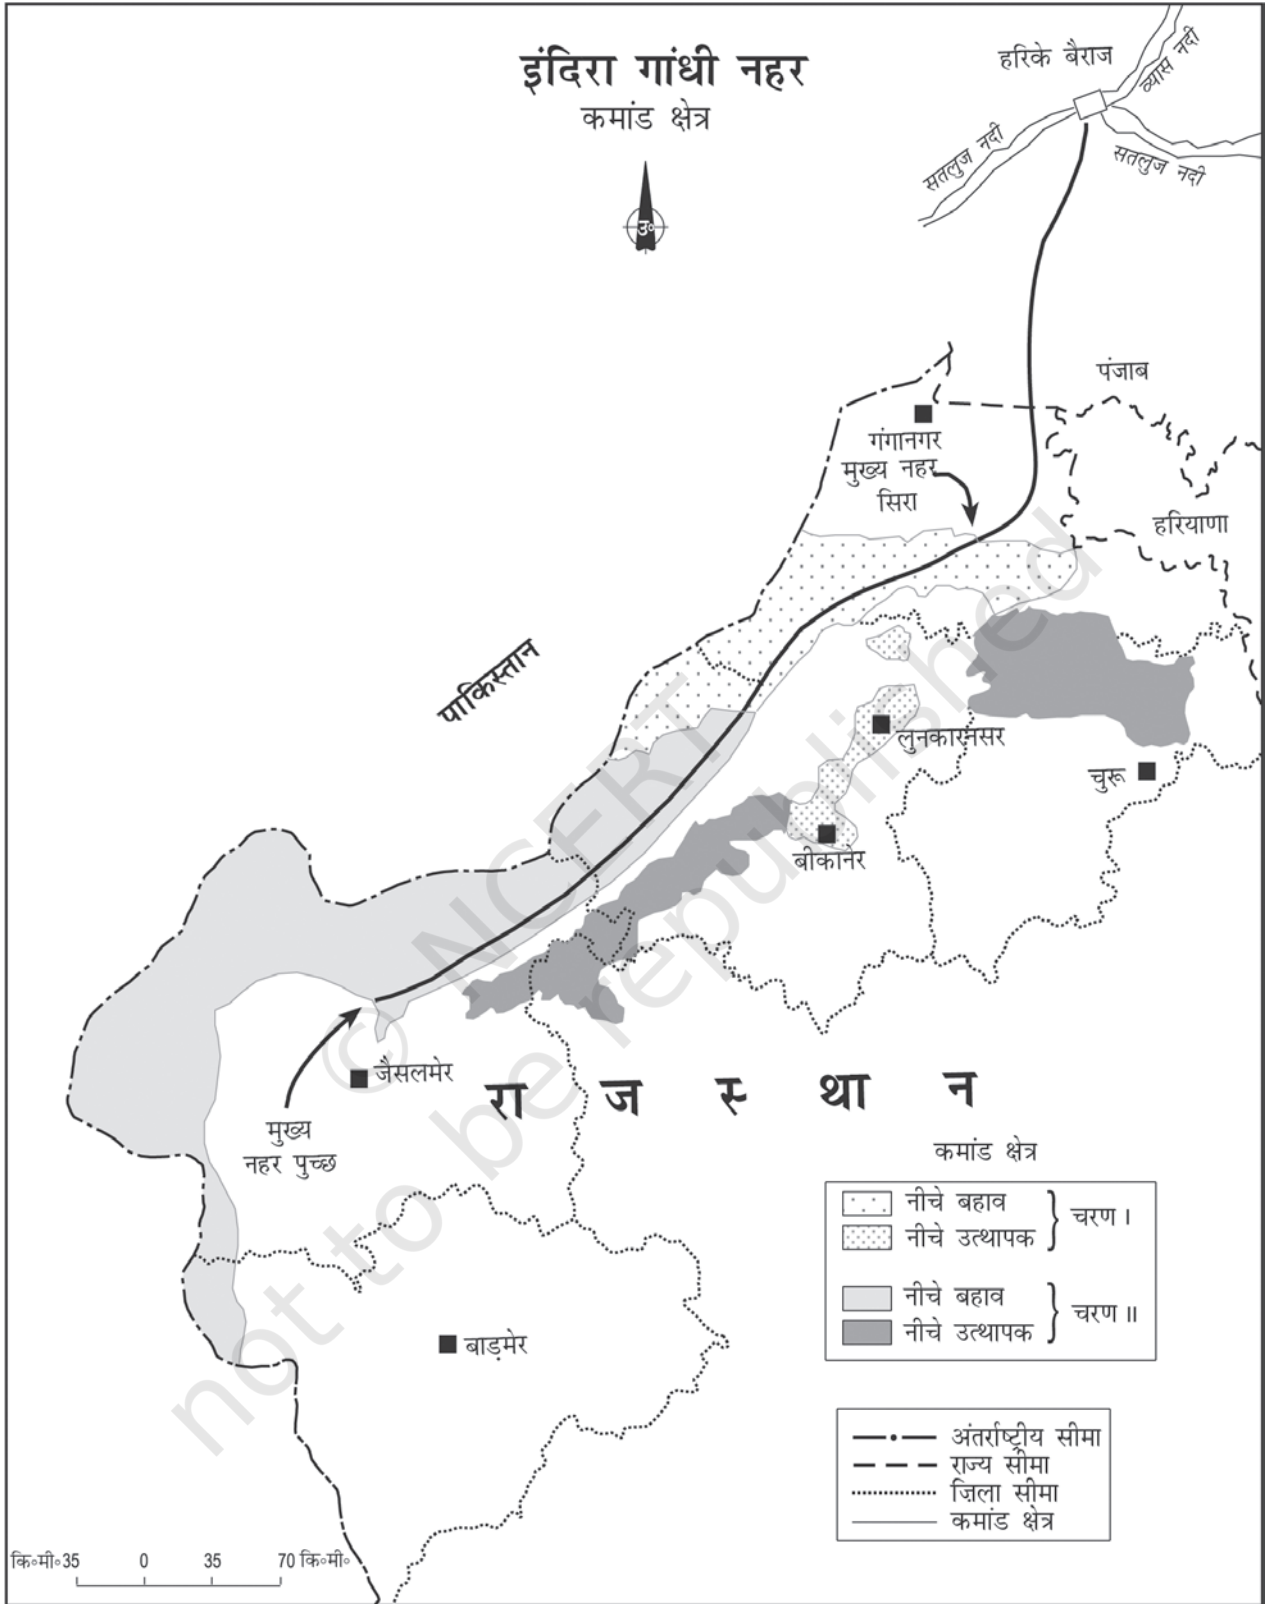 इंदिरा गांधी नहर
कमांड क्षेत्र
हरिके बैराज
व्यास नदी
सतलुज नदी
सतलुज नदी
उ॰
पंजाब
गंगानगर
मुख्य नहर
सिरा
हरियाणा
पाकिस्तान
लुनकारनसर
चुरू
बीकानेर
जैसलमेर
राजस्थान
मुख्य
नहर पुच्छ
बाड़मेर
कमांड क्षेत्र
नीचे बहाव
नीचे उत्थापक
चरण I
नीचे बहाव
नीचे उत्थापक
चरण II
अंतर्राष्ट्रीय सीमा
राज्य सीमा
ज़िला सीमा
कमांड क्षेत्र
कि॰मी॰35 0 35 70 कि॰मी॰
© NCERT
not to be republished